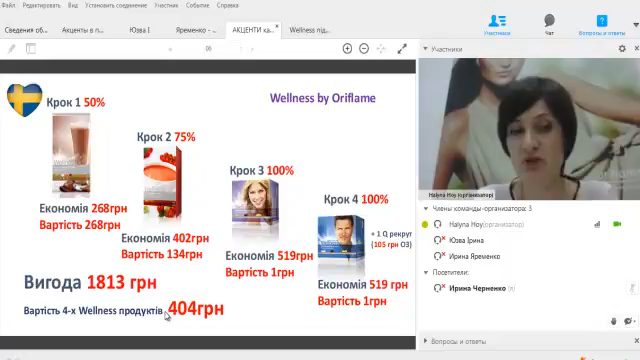 Файл Редактировать Вид Установить соединение Участник Событие Справка
Сведения об... Акценты в п... Юзва І Яременко - ... АКЦЕНТИ ка... Wellness під...
Участники Чат Вопросы и ответы
Участники
Крок 1 50%
Wellness by Oriflame
Крок 2 75%
Крок 3 100%
Крок 4 100%
Економія 268грн
Вартість 268грн
Економія 402грн
Вартість 134грн
Економія 519грн
Вартість 1грн
+ 1 Q рекрут
(105 грн ОЗ)
Економія 519 грн
Вартість 1грн
Вигода 1813 грн
Вартість 4-х Wellness продуктів 404грн
Halyna Hoy (организатор)
Члены команды-организатора: 3
Halyna Hoy(организатор)
Юзва Ірина
Ирина Яременко
Посетители:
Ирина Черненко (я)
Вопросы и ответы